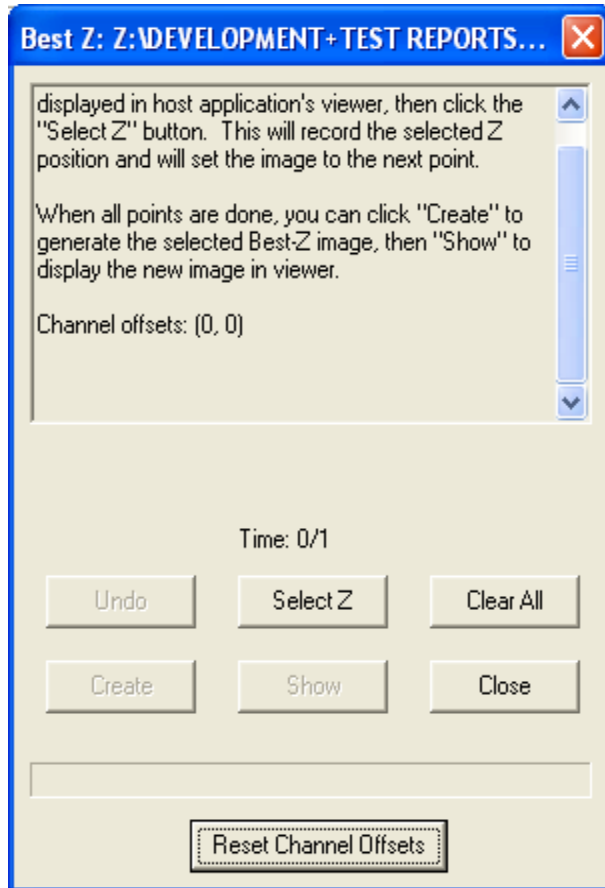 Best Z: Z:\DEVELOPMENT+TEST REPORTS...
displayed in host application's viewer, then click the
"Select Z" button.  This will record the selected Z
position and will set the image to the next point.
When all points are done, you can click "Create" to
generate the selected Best-Z image, then "Show" to
display the new image in viewer.
Channel offsets: (0, 0)
Time: 0/1
Undo
Select Z
Clear All
Create
Show
Close
Reset Channel Offsets